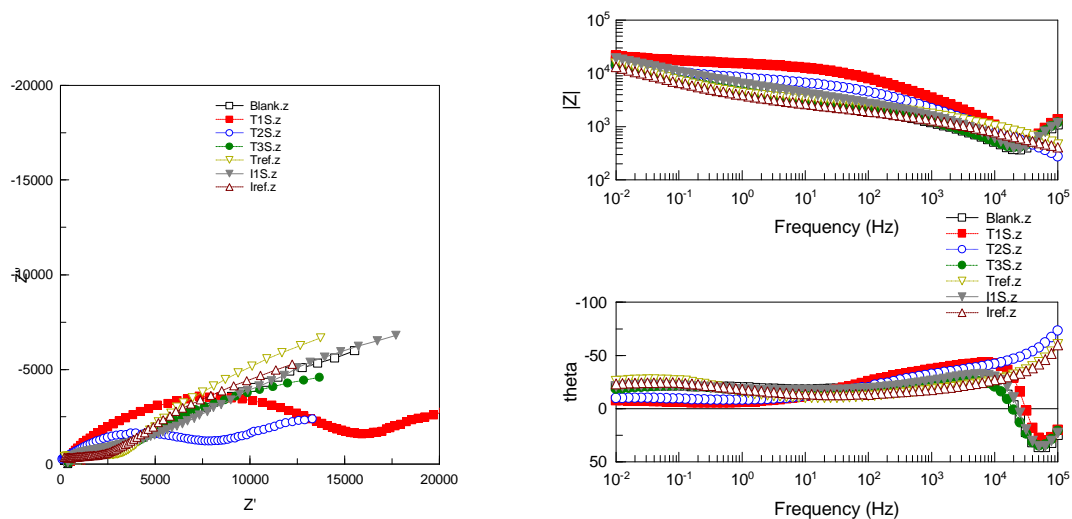 -20000
-15000
-10000
-5000
0
Z''
0
5000
10000
15000
20000
Z'
Blank.z
T1S.z
T2S.z
T3S.z
Tref.z
I1S.z
Iref.z
10^5
10^4
10^3
10^2
|Z|
10^-2
10^-1
10^0
10^1
10^2
10^3
10^4
10^5
Frequency (Hz)
Blank.z
T1S.z
T2S.z
T3S.z
Tref.z
I1S.z
Iref.z
-100
-50
0
50
theta
10^-2
10^-1
10^0
10^1
10^2
10^3
10^4
10^5
Frequency (Hz)